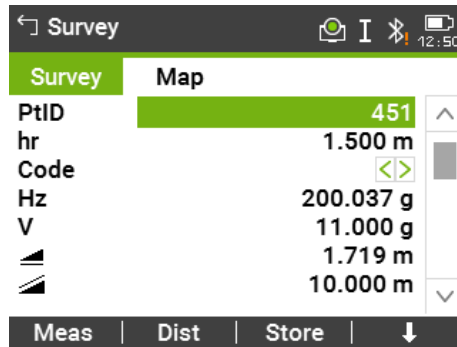 Survey
I
12:50
Survey Map
PtID 451
hr 1.500 m
Code <>
Hz 200.037 g
V 11.000 g
1.719 m
10.000 m
Meas | Dist | Store |